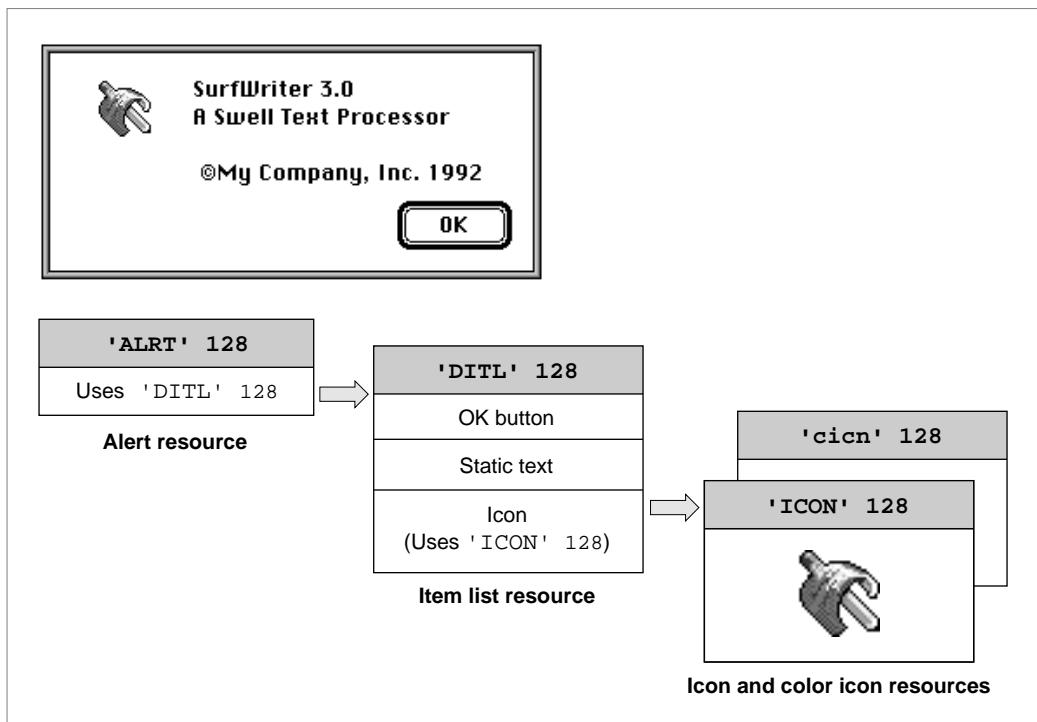 SurfWriter 3.0
A Swell Text Processor
©My Company, Inc. 1992
OK
'ALRT' 128
Uses 'DITL' 128
Alert resource
'DITL' 128
OK button
Static text
Icon
(Uses 'ICON' 128)
Item list resource
'cicn' 128
'ICON' 128
Icon and color icon resources